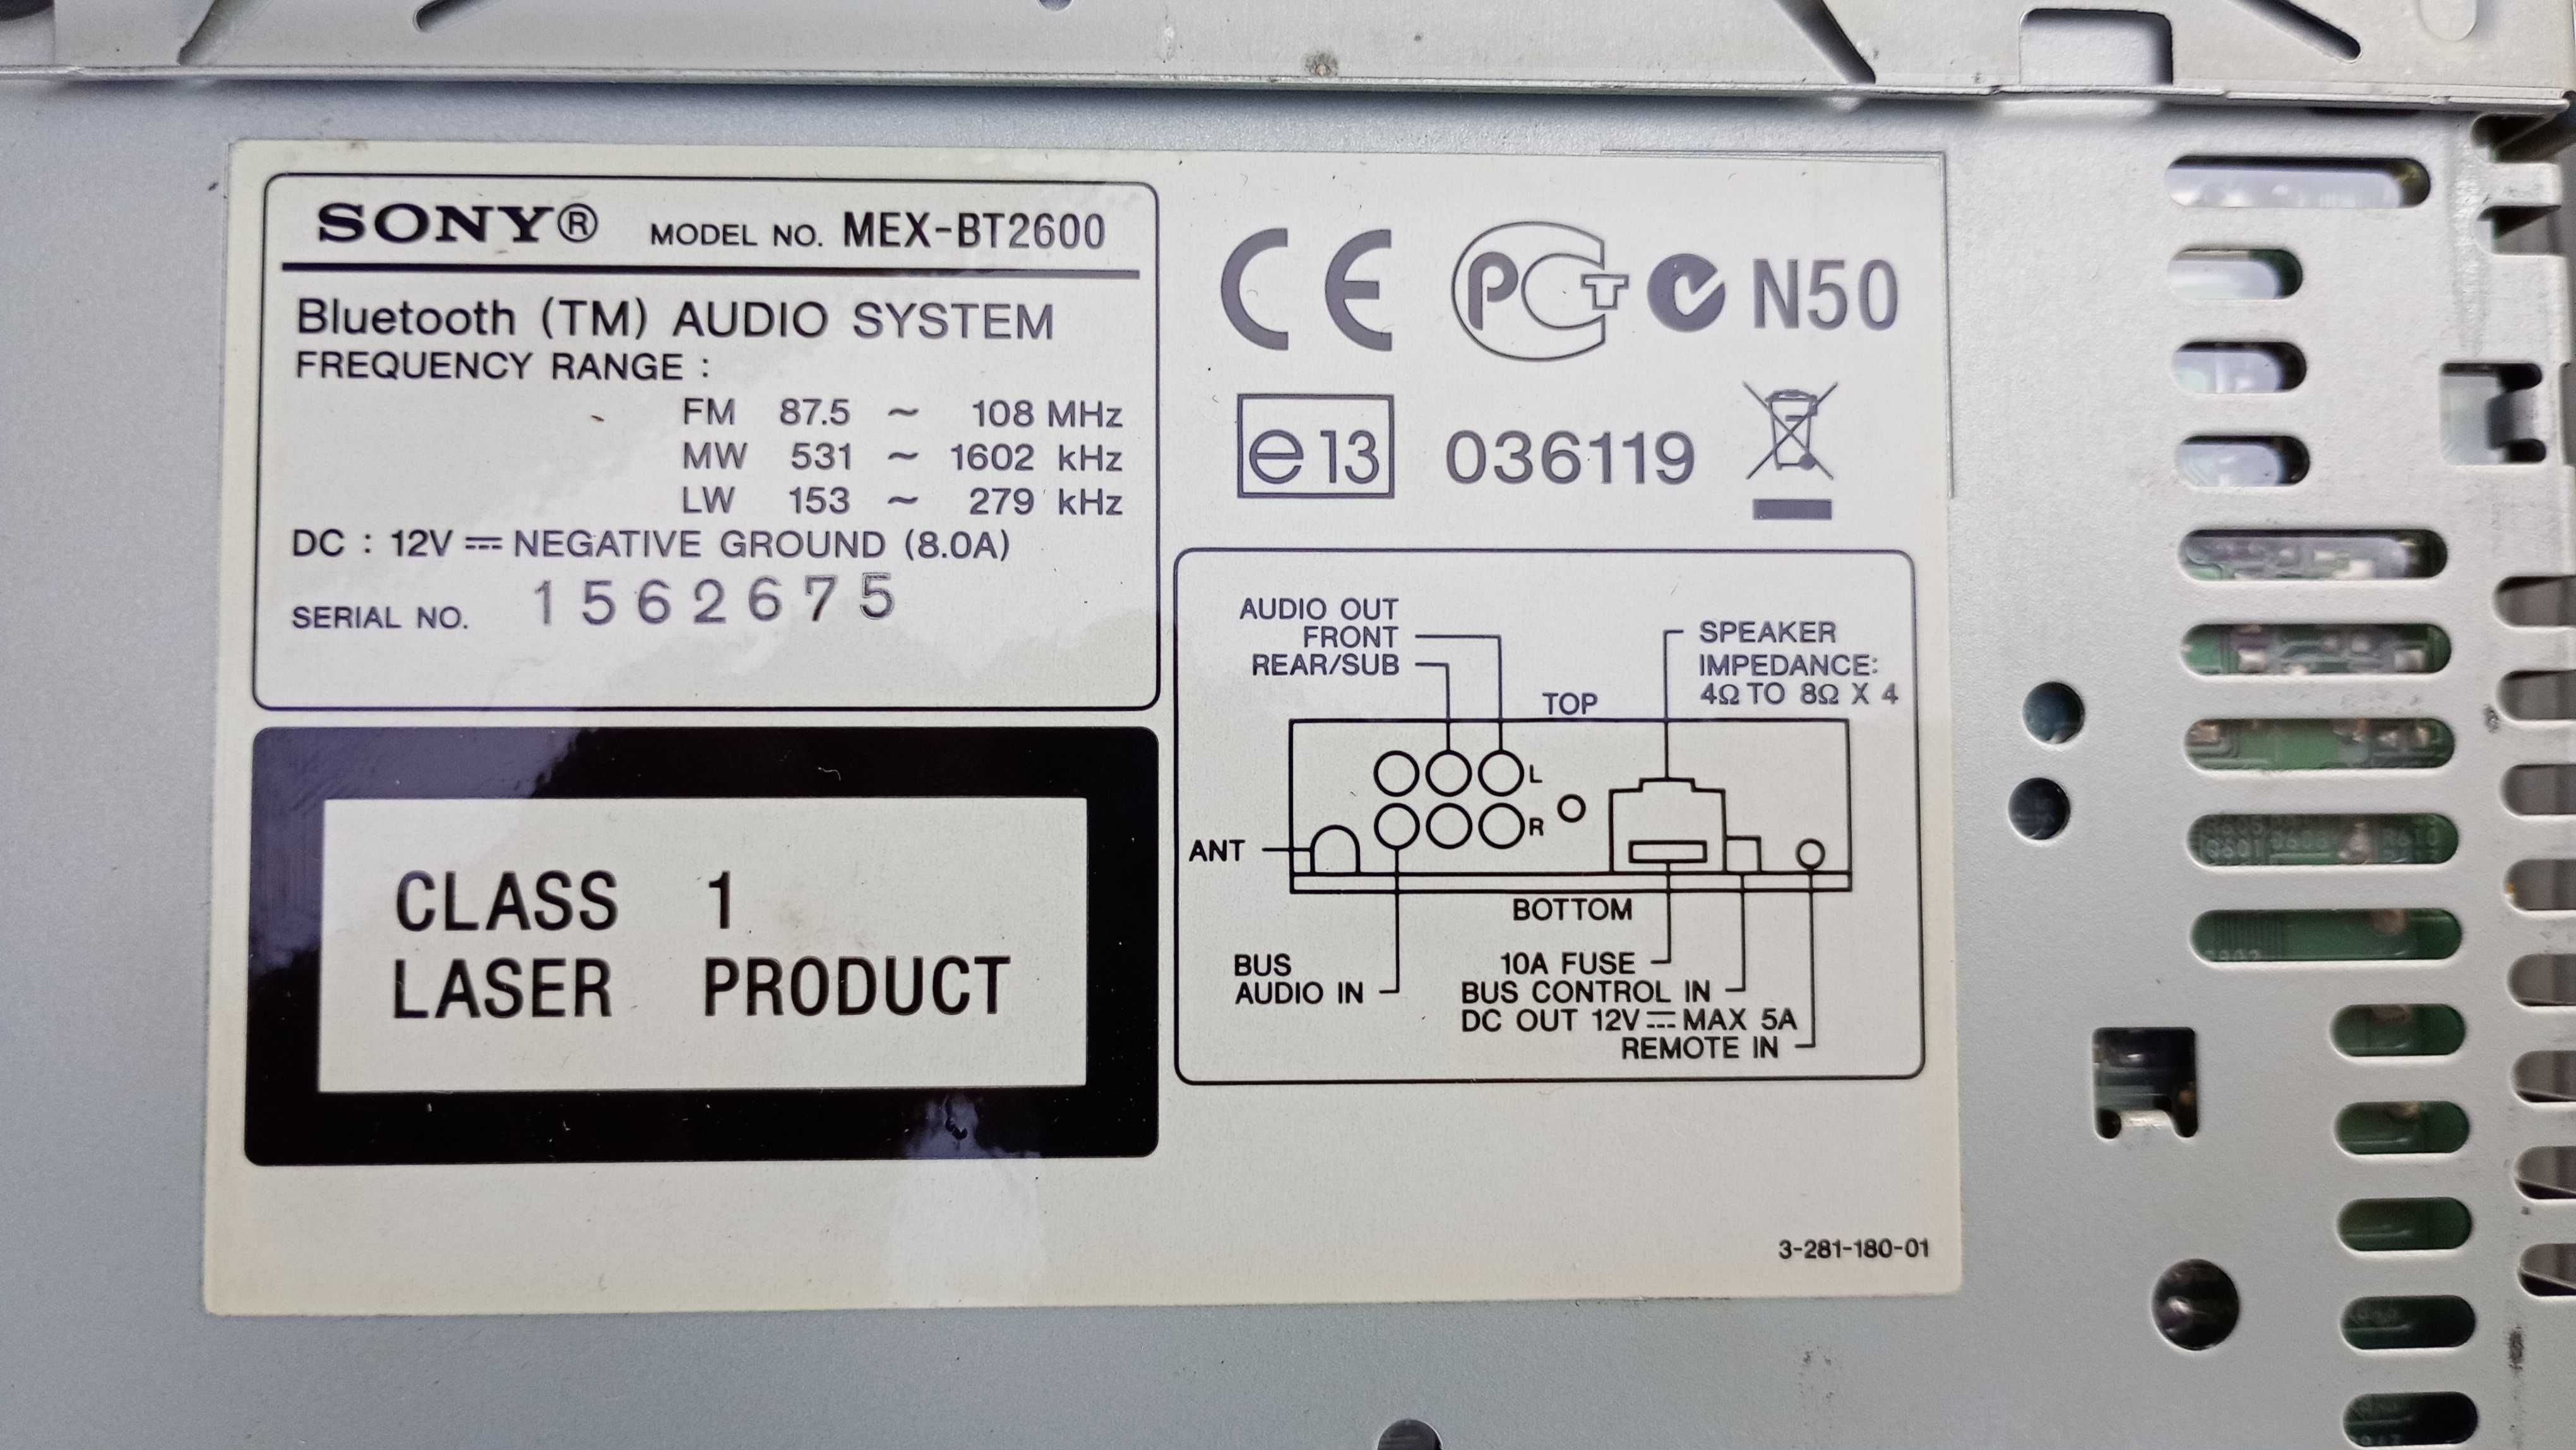 SONY® MODEL NO. MEX-BT2600
Bluetooth (TM) AUDIO SYSTEM
FREQUENCY RANGE :
FM 87.5 ~ 108 MHz
MW 531 ~ 1602 kHz
LW 153 ~ 279 kHz
DC : 12V ⎓ NEGATIVE GROUND (8.0A)
SERIAL NO. 1562675
CLASS 1
LASER PRODUCT
CE PCT N50
e13 036119
AUDIO OUT
FRONT
REAR/SUB
SPEAKER
IMPEDANCE:
4Ω TO 8Ω X 4
TOP
L
R
ANT
BOTTOM
BUS
AUDIO IN
10A FUSE
BUS CONTROL IN
DC OUT 12V ⎓ MAX 5A
REMOTE IN
3-281-180-01